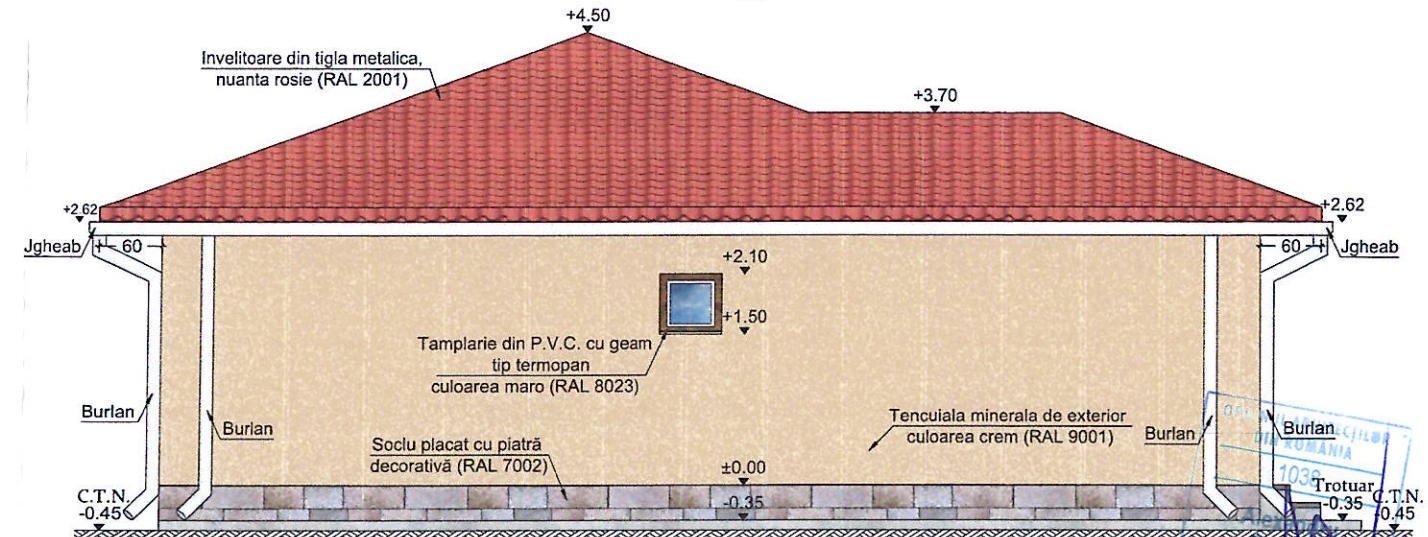 +4.50
Invelitoare din tigla metalica,
nuanta rosie (RAL 2001)
+3.70
+2.62
+2.62
Jgheab
60
60
Jgheab
+2.10
+1.50
Tamplarie din P.V.C. cu geam
tip termopan
culoarea maro (RAL 8023)
Burlan
Burlan
Soclu placat cu piatră
decorativă (RAL 7002)
Tencuiala minerala de exterior
culoarea crem (RAL 9001)
Burlan
Burlan
DIN ROMÂNIA
±0.00
C.T.N.
-0.45
-0.35
Trotuar
-0.35
C.T.N.
-0.45